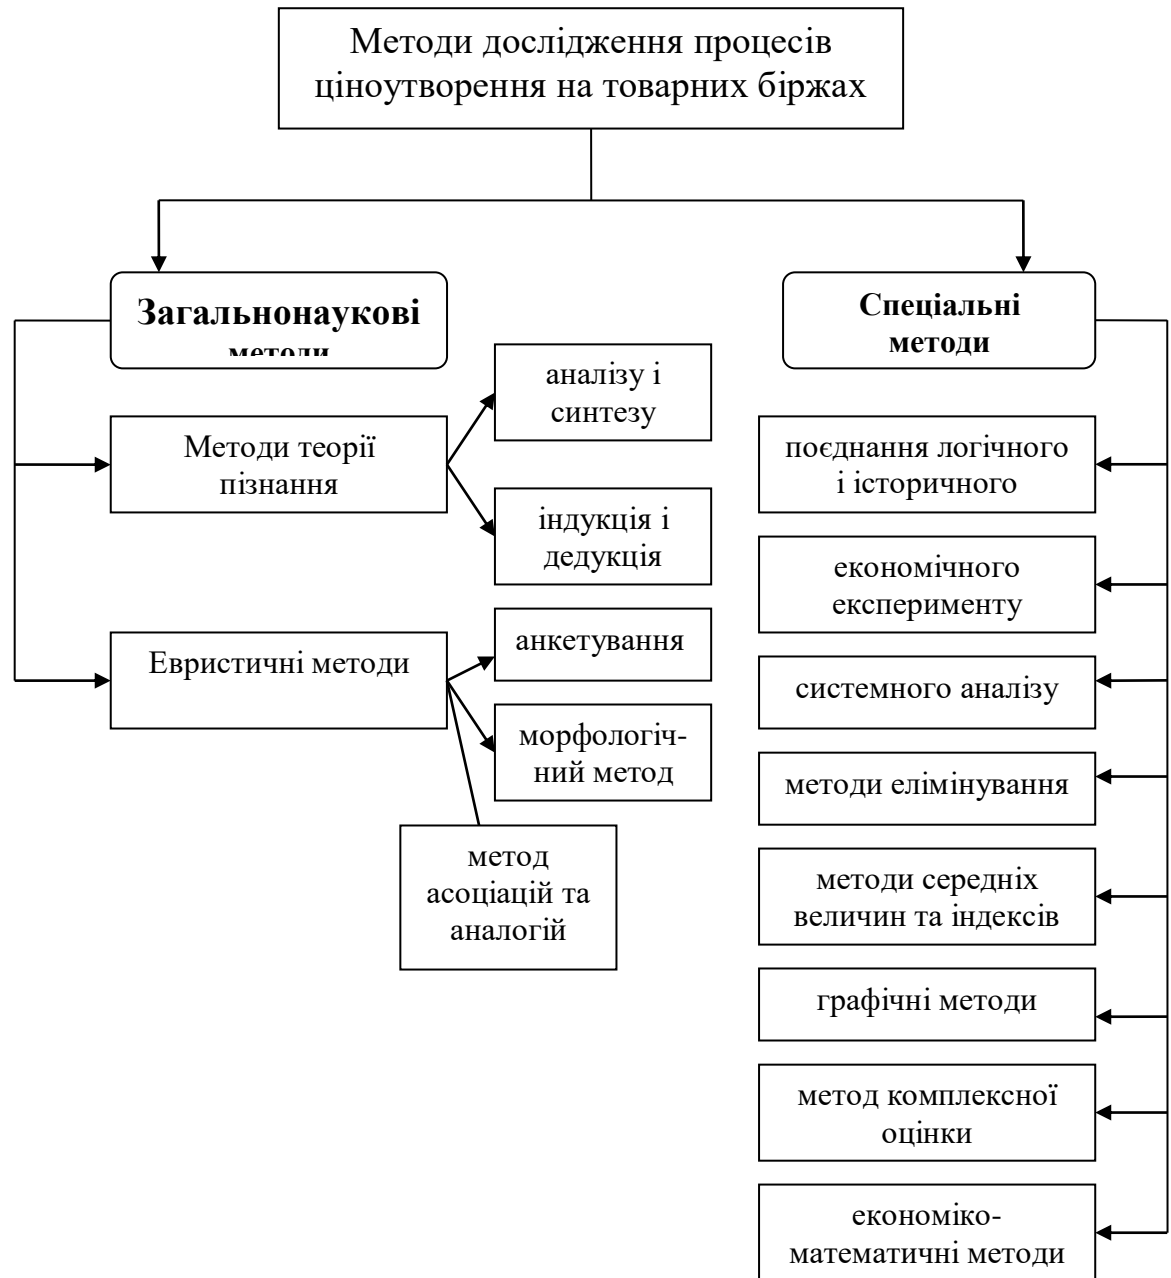 Методи дослідження процесів
ціноутворення на товарних біржах
Загальнонаукові
методи
Спеціальні
методи
аналізу і
синтезу
Методи теорії
пізнання
індукція і
дедукція
анкетування
Евристичні методи
морфологіч-
ний метод
метод
асоціацій та
аналогій
поєднання логічного
і історичного
економічного
експерименту
системного аналізу
методи елімінування
методи середніх
величин та індексів
графічні методи
метод комплексної
оцінки
економіко-
математичні методи